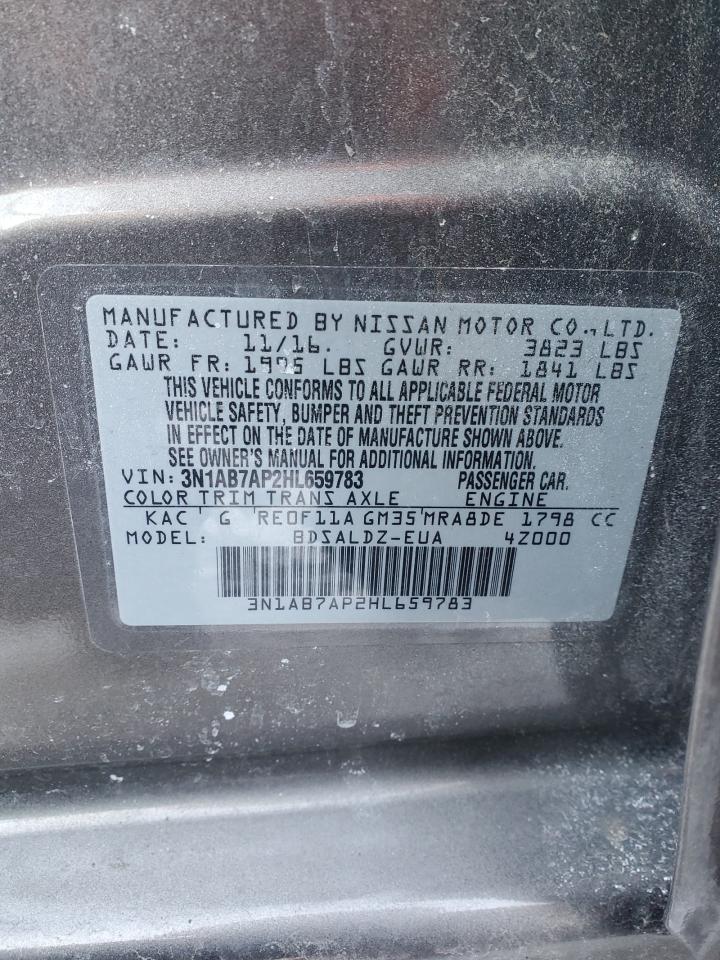 MANUFACTURED BY NISSAN MOTOR CO., LTD.
DATE: 11/16. GVWR: 3823 LBS
GAWR FR: 1995 LBS GAWR RR: 1841 LBS
THIS VEHICLE CONFORMS TO ALL APPLICABLE FEDERAL MOTOR
VEHICLE SAFETY, BUMPER AND THEFT PREVENTION STANDARDS
IN EFFECT ON THE DATE OF MANUFACTURE SHOWN ABOVE.
SEE OWNER'S MANUAL FOR ADDITIONAL INFORMATION.
VIN: 3N1AB7AP2HL659783 PASSENGER CAR.
COLOR TRIM TRANS AXLE ENGINE
KAC G RE0F11A GM35 MRA8DE 1798 CC
MODEL: BDSALDZ-EUA 4Z000
3N1AB7AP2HL659783